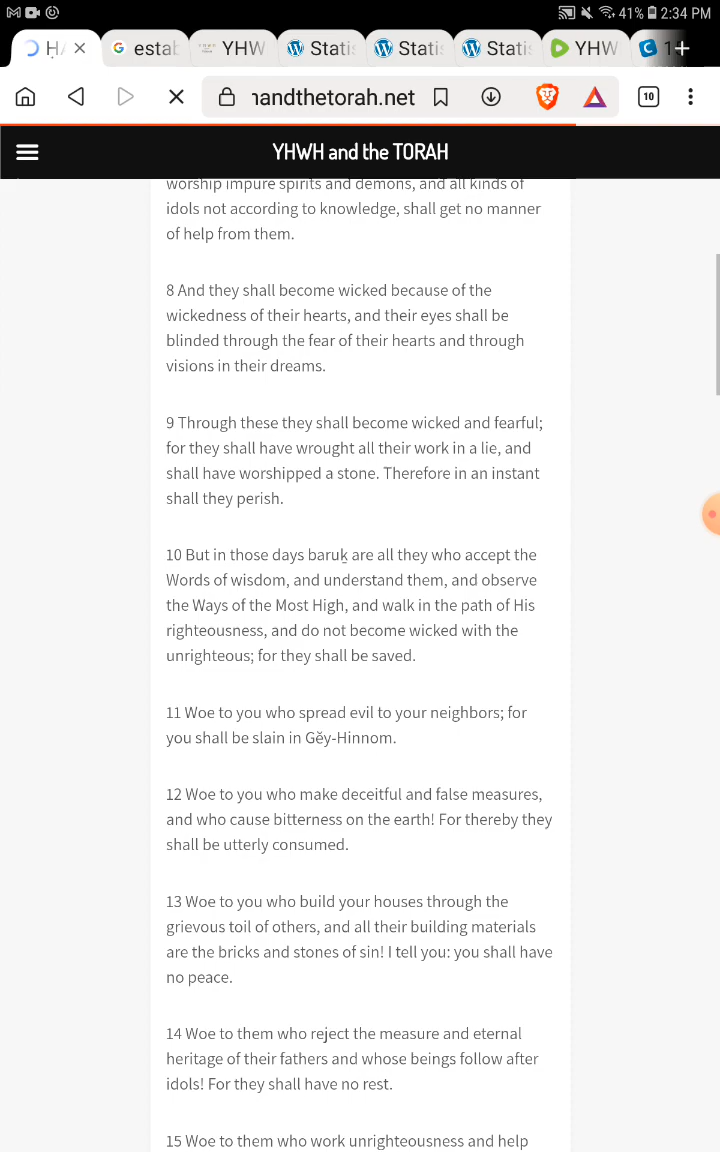 41% 2:34 PM
HA estab YHW Statis Statis Statis YHW 1
nandthetorah.net 10
YHWH and the TORAH
worship impure spirits and demons, and all kinds of
idols not according to knowledge, shall get no manner
of help from them.
8 And they shall become wicked because of the
wickedness of their hearts, and their eyes shall be
blinded through the fear of their hearts and through
visions in their dreams.
9 Through these they shall become wicked and fearful;
for they shall have wrought all their work in a lie, and
shall have worshipped a stone. Therefore in an instant
shall they perish.
10 But in those days baruḵ are all they who accept the
Words of wisdom, and understand them, and observe
the Ways of the Most High, and walk in the path of His
righteousness, and do not become wicked with the
unrighteous; for they shall be saved.
11 Woe to you who spread evil to your neighbors; for
you shall be slain in Gĕy-Hinnom.
12 Woe to you who make deceitful and false measures,
and who cause bitterness on the earth! For thereby they
shall be utterly consumed.
13 Woe to you who build your houses through the
grievous toil of others, and all their building materials
are the bricks and stones of sin! I tell you: you shall have
no peace.
14 Woe to them who reject the measure and eternal
heritage of their fathers and whose beings follow after
idols! For they shall have no rest.
15 Woe to them who work unrighteousness and help